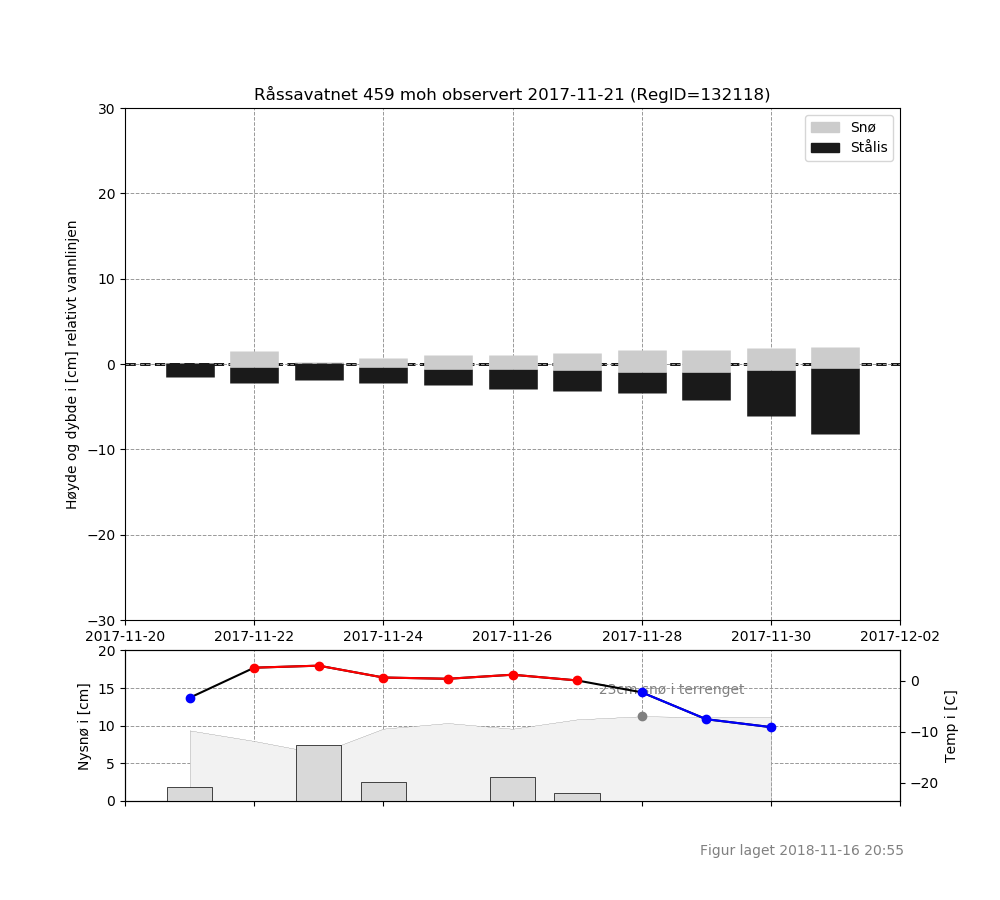 Råssavatnet 459 moh observert 2017-11-21 (RegID=132118)
Snø
Stålis
Høyde og dybde i [cm] relativt vannlinjen
30
20
10
0
−10
−20
−30
2017-11-20 2017-11-22 2017-11-24 2017-11-26 2017-11-28 2017-11-30 2017-12-02
Nysnø i [cm]
20
15
10
5
0
23cm snø i terrenget
0
−10
−20
Temp i [C]
Figur laget 2018-11-16 20:55